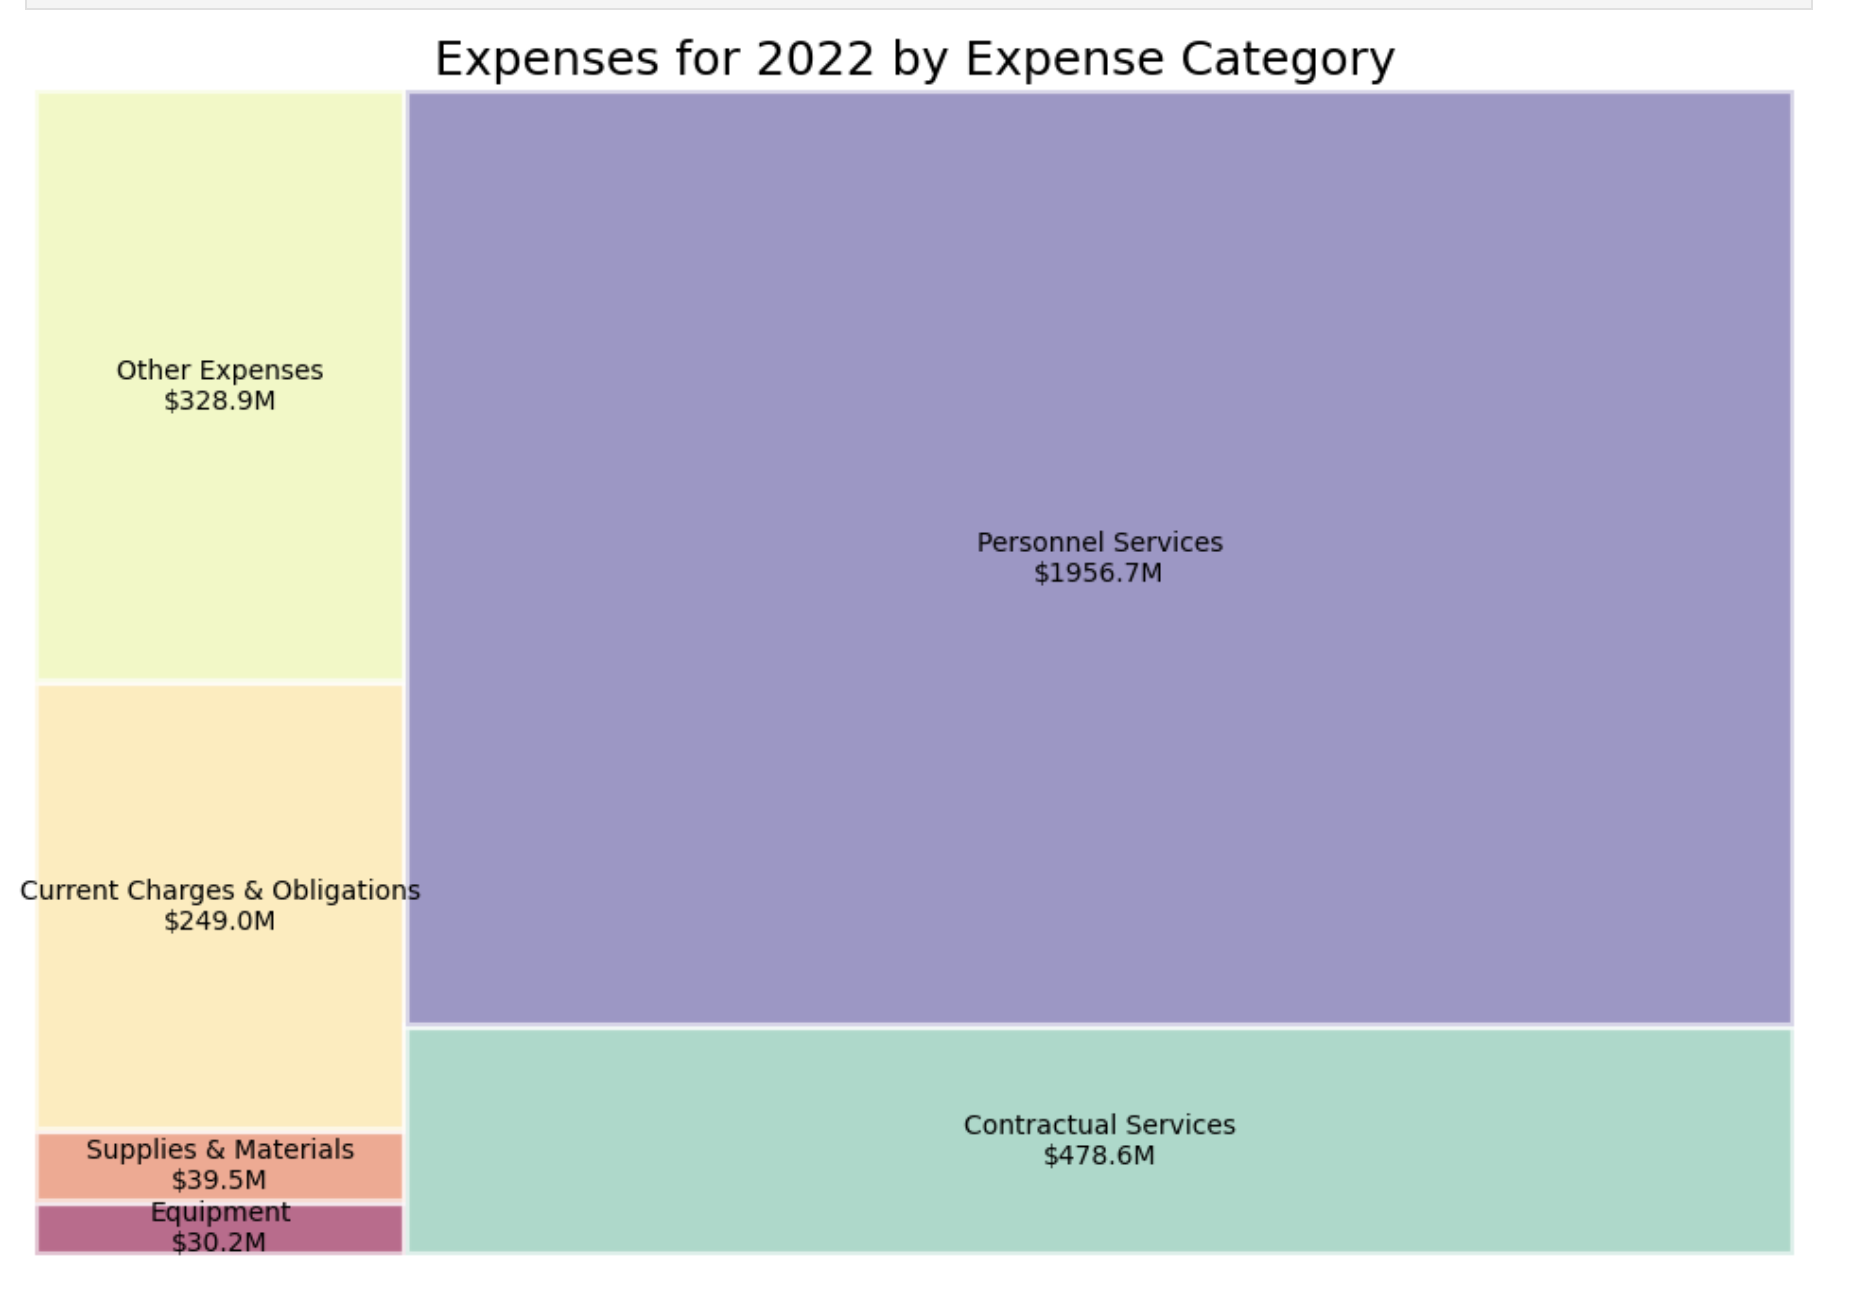 Expenses for 2022 by Expense Category
Other Expenses
$328.9M
Personnel Services
$1956.7M
Current Charges & Obligations
$249.0M
Contractual Services
$478.6M
Supplies & Materials
$39.5M
Equipment
$30.2M